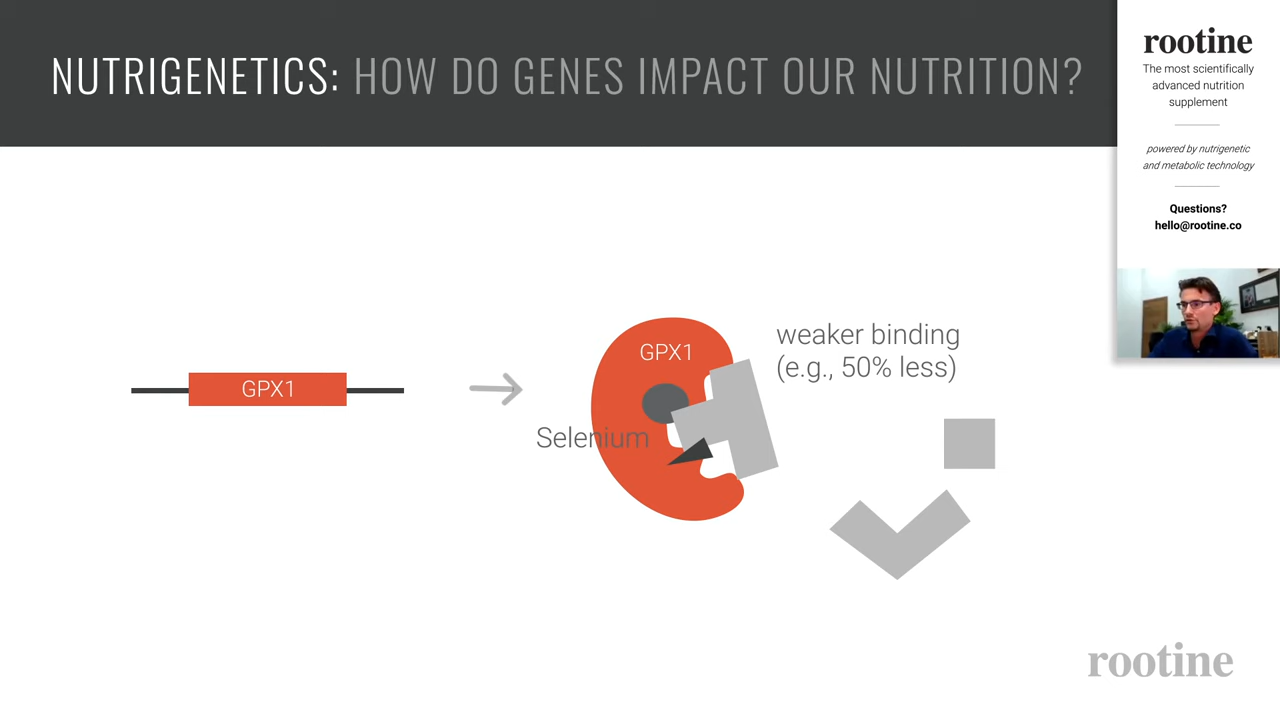 NUTRIGENETICS: HOW DO GENES IMPACT OUR NUTRITION?
rootine
The most scientifically
advanced nutrition
supplement
powered by nutrigenetic
and metabolic technology
Questions?
hello@rootine.co
GPX1
GPX1
Selenium
weaker binding
(e.g., 50% less)
rootine